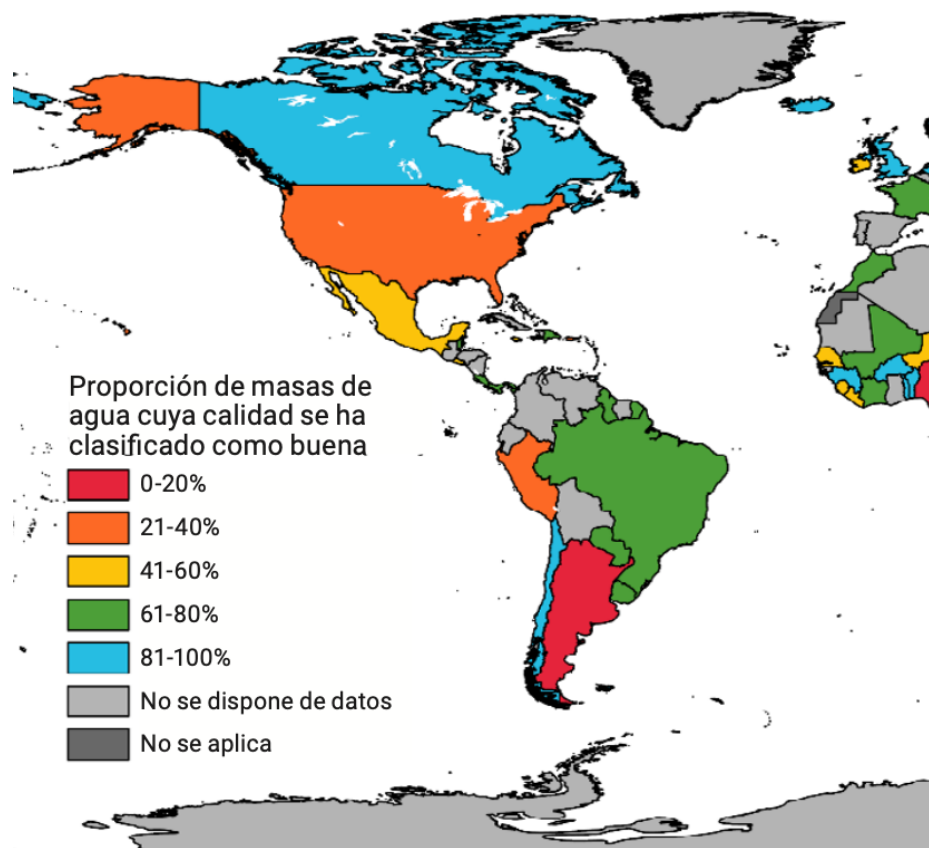 Proporción de masas de
agua cuya calidad se ha
clasificado como buena
0-20%
21-40%
41-60%
61-80%
81-100%
No se dispone de datos
No se aplica